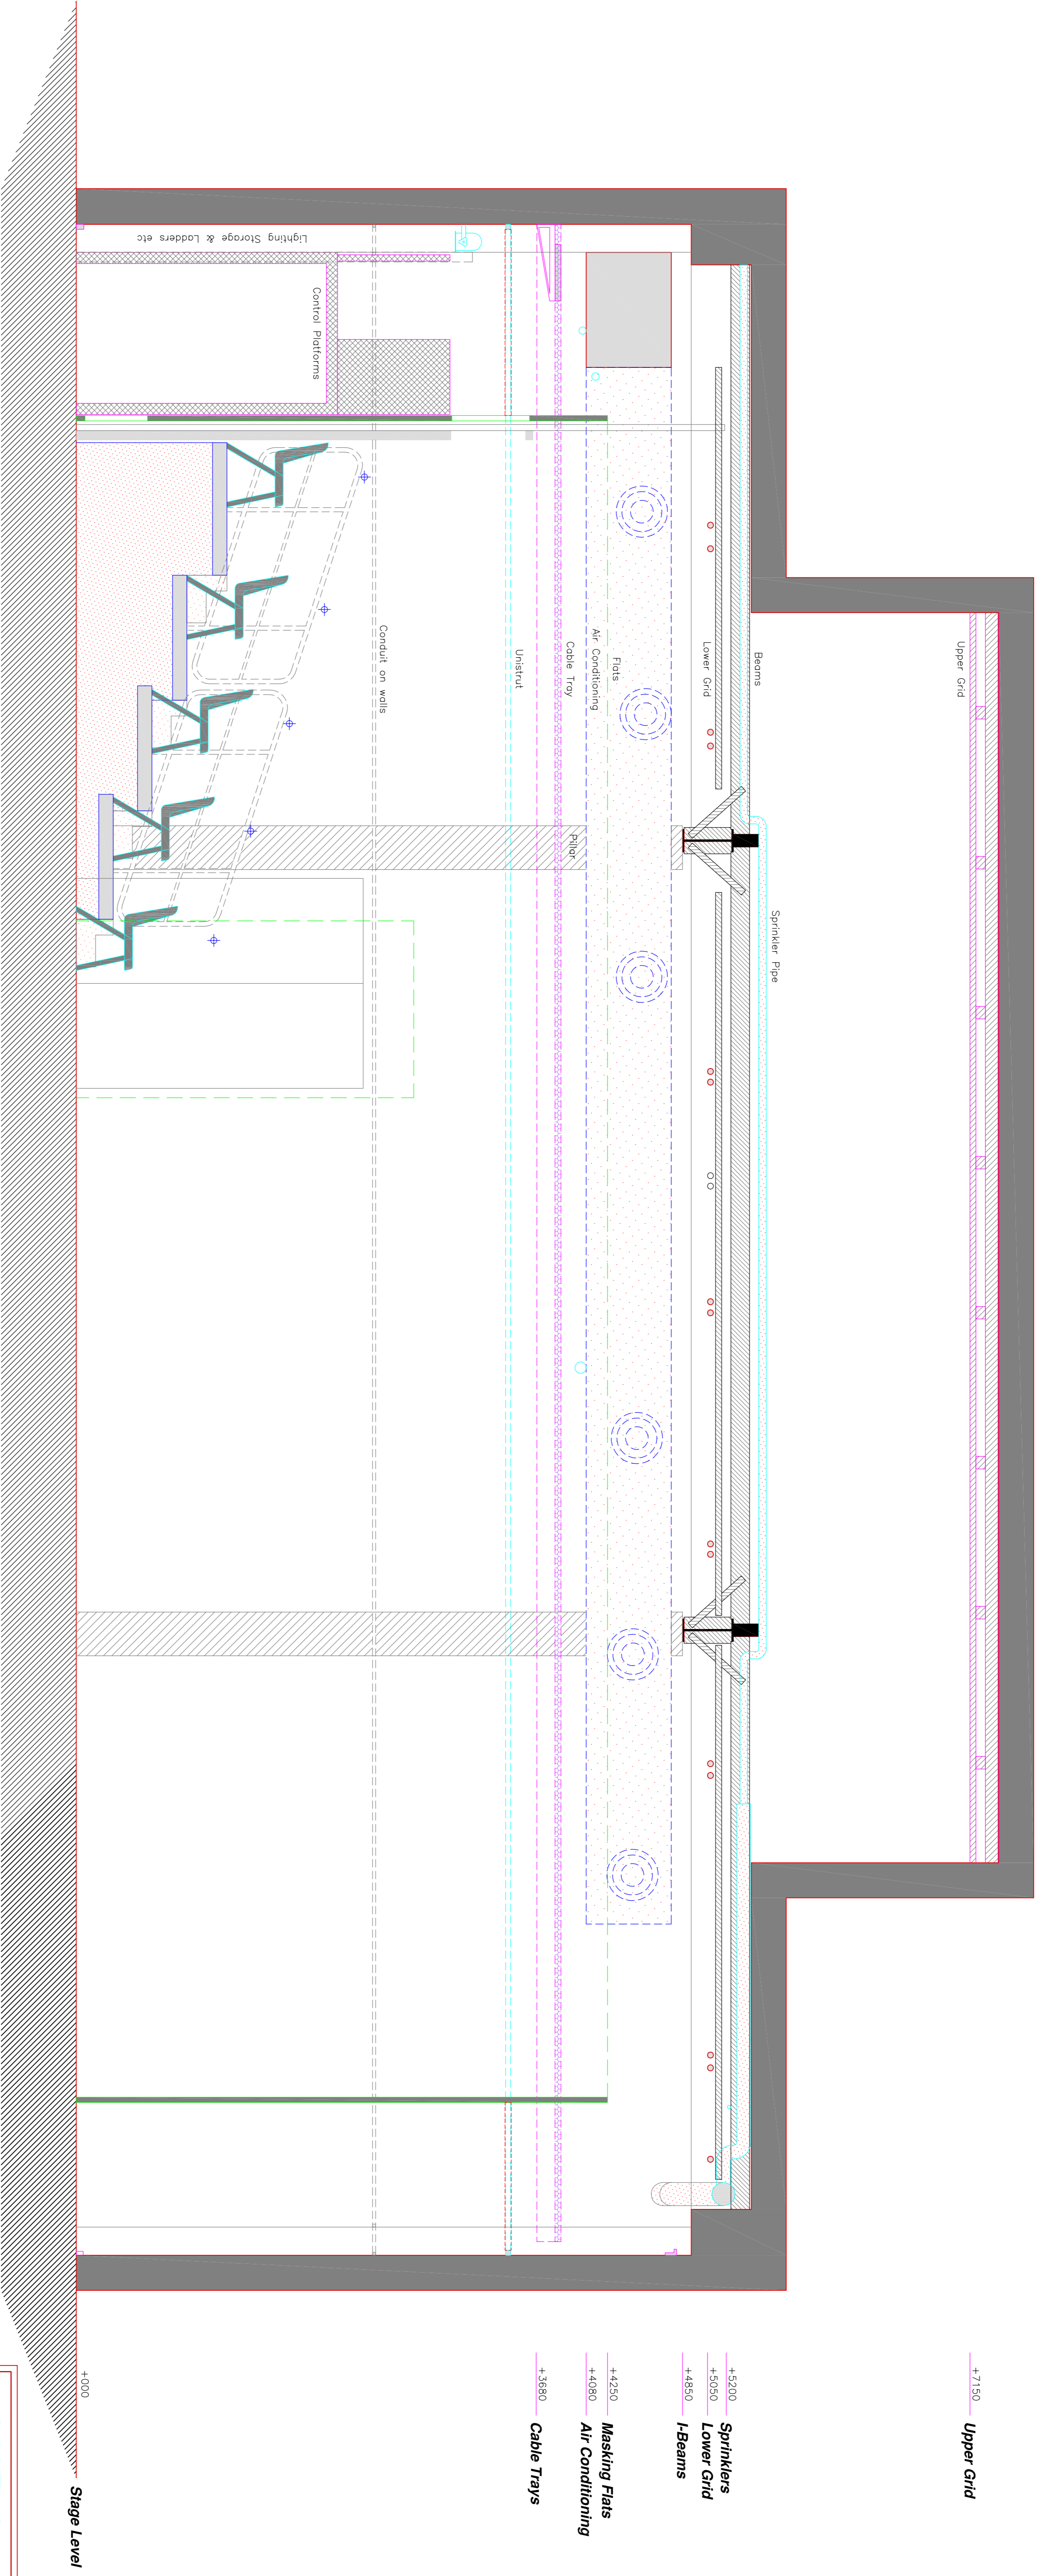 Upper Grid
Beams
Lower Grid
Flats
Air Conditioning
Cable Tray
Unistrut
Conduit on walls
Sprinkler Pipe
Pillar
Control Platforms
Lighting Storage & Ladders etc
+7150 Upper Grid
+5200 Sprinklers
+5050 Lower Grid
+4850 I-Beams
+4250 Masking Flats
+4080 Air Conditioning
+3680 Cable Trays
+000 Stage Level